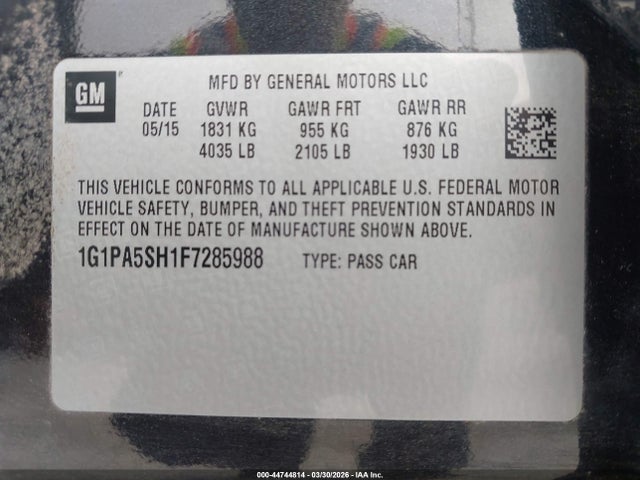 GM
MFD BY GENERAL MOTORS LLC
DATE GVWR GAWR FRT GAWR RR
05/15 1831 KG 955 KG 876 KG
4035 LB 2105 LB 1930 LB
THIS VEHICLE CONFORMS TO ALL APPLICABLE U.S. FEDERAL MOTOR
VEHICLE SAFETY, BUMPER, AND THEFT PREVENTION STANDARDS IN
EFFECT ON THE DATE OF MANUFACTURE SHOWN ABOVE.
1G1PA5SH1F7285988 TYPE: PASS CAR
000-44744814 - 03/30/2026 - IAA Inc.